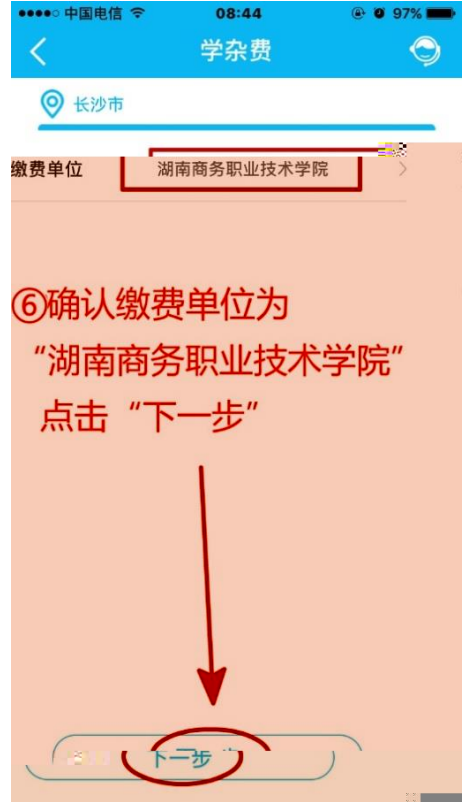 中国电信 08:44 97%
学杂费
长沙市
缴费单位 湖南商务职业技术学院
⑥确认缴费单位为
“湖南商务职业技术学院”
点击“下一步”
下一步